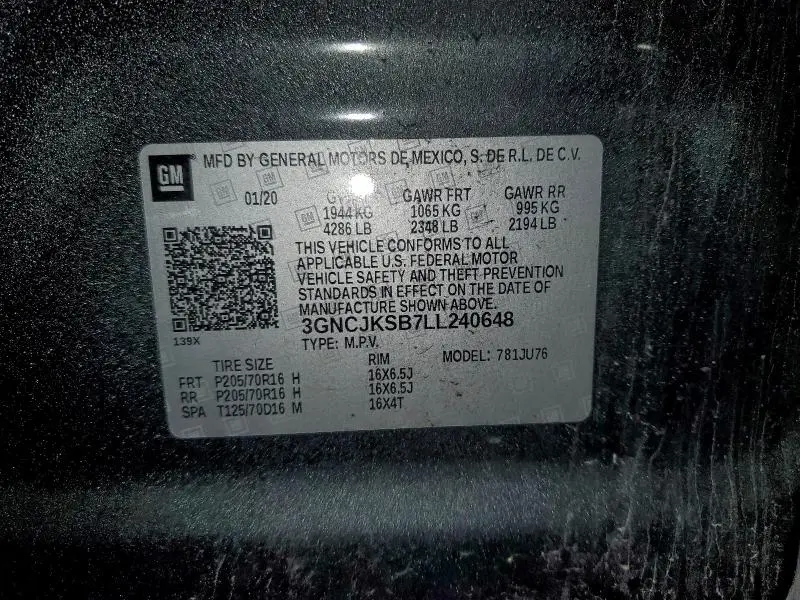 GM
MFD BY GENERAL MOTORS DE MEXICO, S. DE R.L. DE C.V.
01/20 GAWR FRT GAWR RR
1944 KG 1065 KG 995 KG
4286 LB 2348 LB 2194 LB
THIS VEHICLE CONFORMS TO ALL
APPLICABLE U.S. FEDERAL MOTOR
VEHICLE SAFETY AND THEFT PREVENTION
STANDARDS IN EFFECT ON THE DATE OF
MANUFACTURE SHOWN ABOVE.
3GNCJKSB7LL240648
139X
TYPE: M.P.V. MODEL: 781JU76
TIRE SIZE RIM
FRT P205/70R16 H 16X6.5J
RR P205/70R16 H 16X6.5J
SPA T125/70D16 M 16X4T